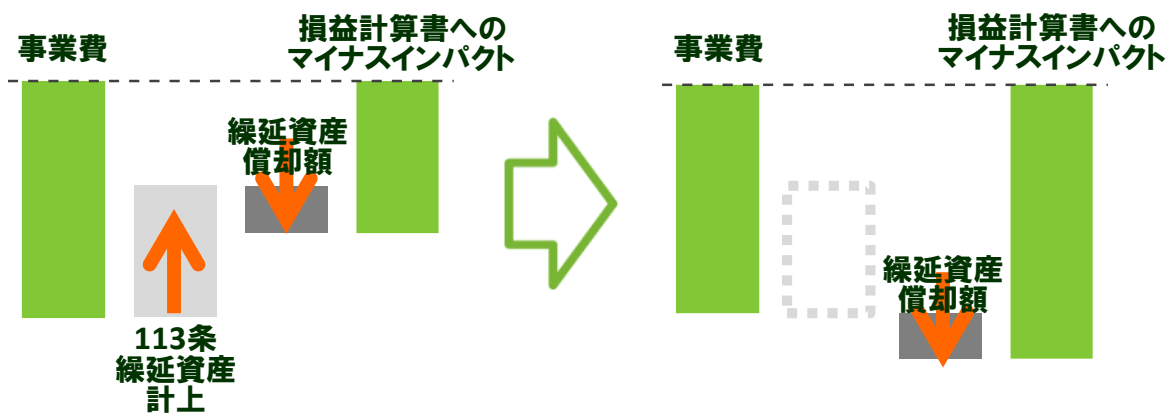 事業費
損益計算書への
マイナスインパクト
繰延資産
償却額
113条
繰延資産
計上
事業費
損益計算書への
マイナスインパクト
繰延資産
償却額